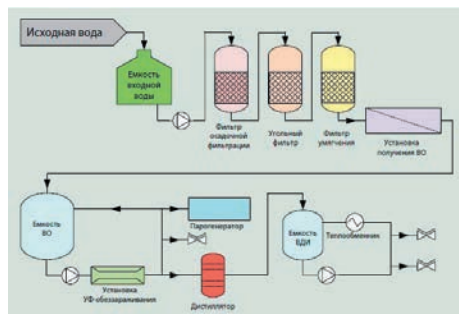 Исходная вода
Емкость
входной
воды
Фильтр
осадочной
фильтрации
Угольный
фильтр
Фильтр
умягчения
Установка
получения ВО
Емкость
ВО
Парогенератор
Установка
УФ-обеззараживания
Дистиллятор
Емкость
ВДИ
Теплообменник